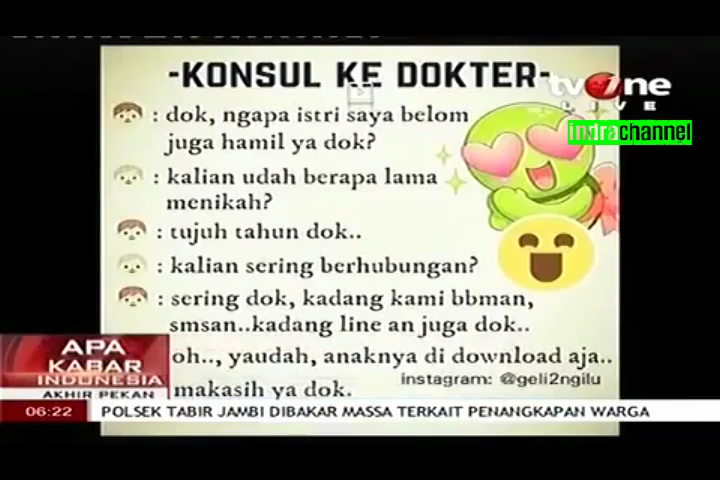 -KONSUL KE DOKTER-
tvOne
LIVE
indrachannel
: dok, ngapa istri saya belom
juga hamil ya dok?
: kalian udah berapa lama
menikah?
: tujuh tahun dok..
: kalian sering berhubungan?
: sering dok, kadang kami bbman,
smsan..kadang line an juga dok..
oh.., yaudah, anaknya di download aja..
instagram: @geli2ngilu
makasih ya dok.
APA
KABAR
INDONESIA
AKHIR PEKAN
06:22 POLSEK TABIR JAMBI DIBAKAR MASSA TERKAIT PENANGKAPAN WARGA